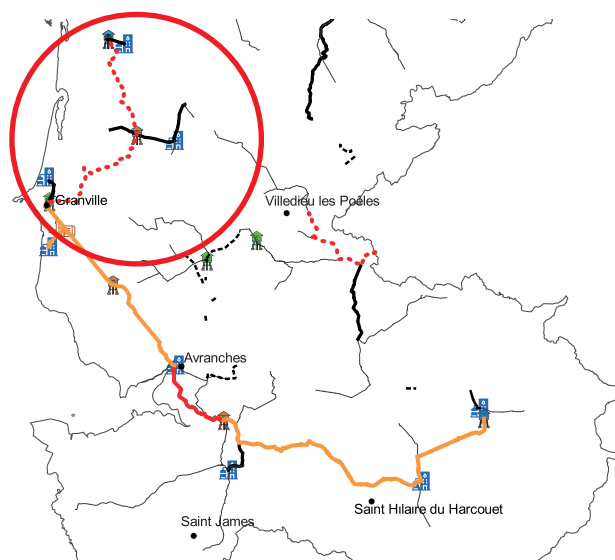 Granville
Villedieu les Poêles
Avranches
Saint Hilaire du Harcouet
Saint James